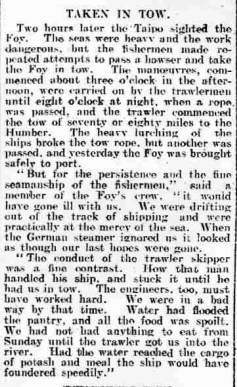 TAKEN IN TOW.
Two hours later the Taipo sighted the
Foy. The seas were heavy and the work
dangerous, but the fishermen made re-
peated attempts to pass a hawser and take
the Foy in tow. The manœuvres, com-
menced about three o'clock in the after-
noon, were carried on by the trawlermen
until eight o'clock at night, when a rope
was passed, and the trawler commenced
the tow of seventy or eighty miles to the
Humber. The heavy lurching of the
ships broke the tow rope, but another was
passed, and yesterday the Foy was brought
safely to port.
"But for the persistence and the fine
seamanship of the fishermen," said a
member of the Foy's crew, "it would
have gone ill with us. We were drifting
out of the track of shipping and were
practically at the mercy of the sea. When
the German steamer ignored us it looked
as though our last hopes were gone.
"The conduct of the trawler skipper
was a fine contrast. How that man
handled his ship, and stuck it until he
had us in tow. The engineers, too, must
have worked hard. We were in a bad
way by that time. Water had flooded
the pantry, and all the food was spoilt.
We had not had anything to eat from
Sunday until the trawler got us into the
river. Had the water reached the cargo
of potash and meal the ship would have
foundered speedily."